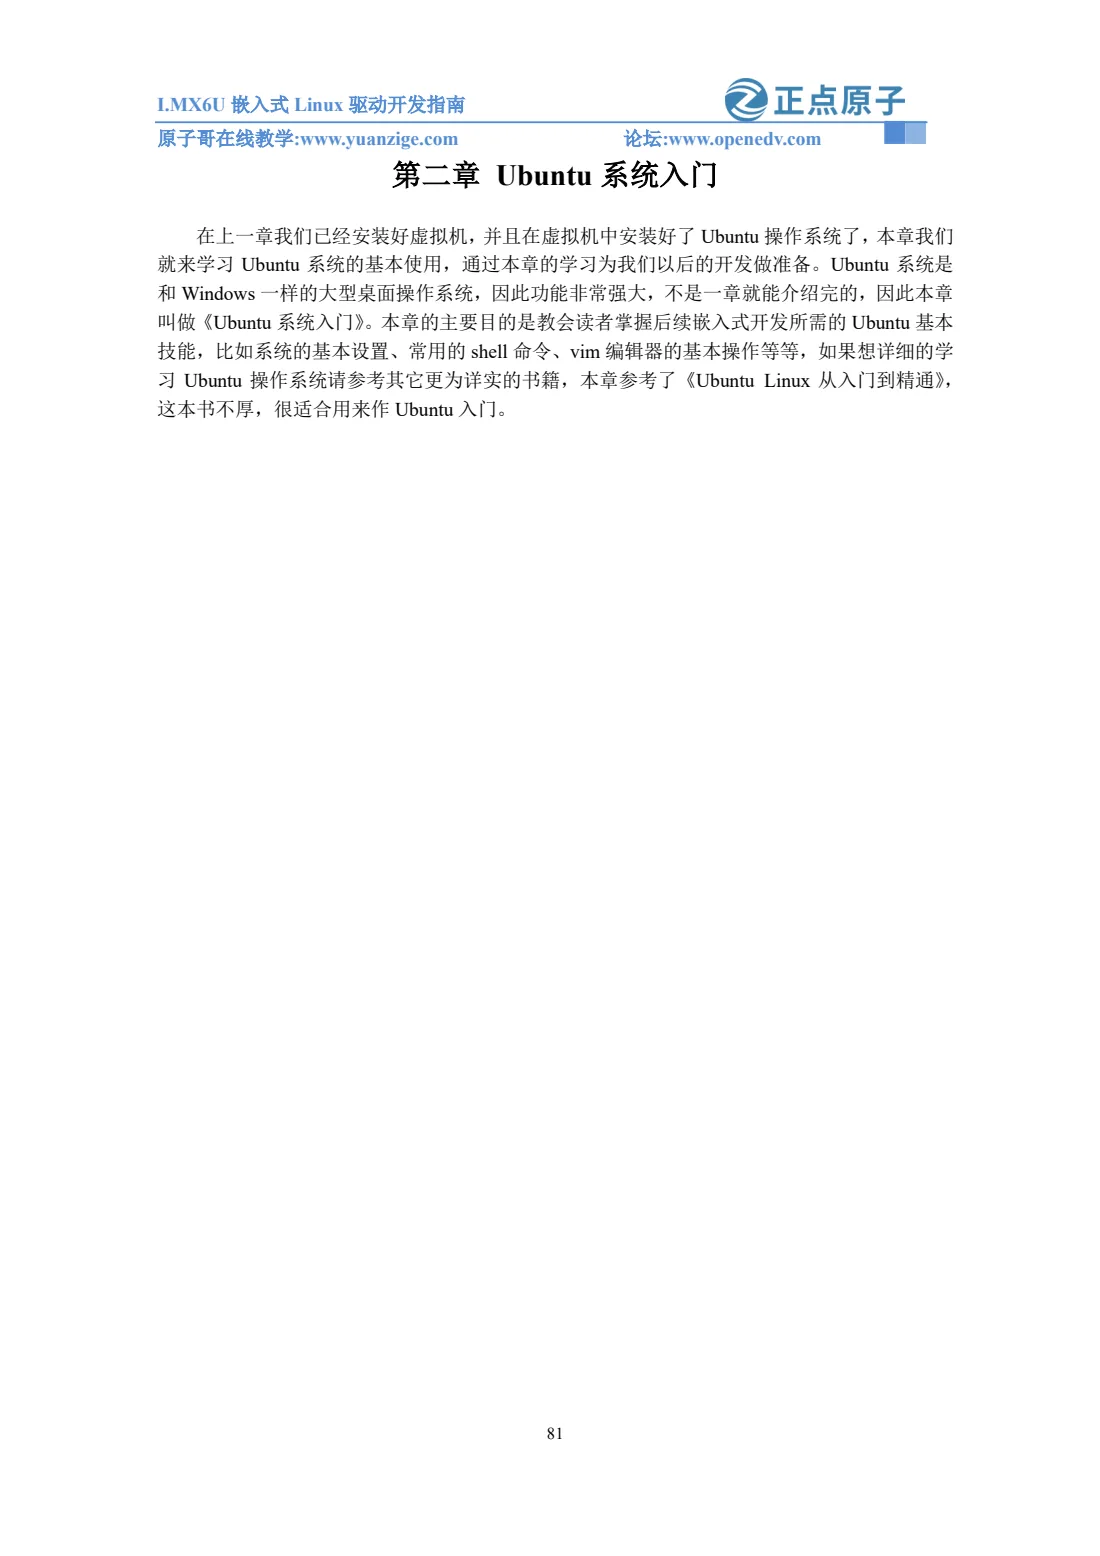 I.MX6U 嵌入式 Linux 驱动开发指南
正点原子
原子哥在线教学:www.yuanzige.com 论坛:www.openedv.com
第二章 Ubuntu 系统入门
在上一章我们已经安装好虚拟机，并且在虚拟机中安装好了 Ubuntu 操作系统了，本章我们
就来学习 Ubuntu 系统的基本使用，通过本章的学习为我们以后的开发做准备。Ubuntu 系统是
和 Windows 一样的大型桌面操作系统，因此功能非常强大，不是一章就能介绍完的，因此本章
叫做《Ubuntu 系统入门》。本章的主要目的是教会读者掌握后续嵌入式开发所需的 Ubuntu 基本
技能，比如系统的基本设置、常用的 shell 命令、vim 编辑器的基本操作等等，如果想详细的学
习 Ubuntu 操作系统请参考其它更为详实的书籍，本章参考了《Ubuntu Linux 从入门到精通》，
这本书不厚，很适合用来作 Ubuntu 入门。
81